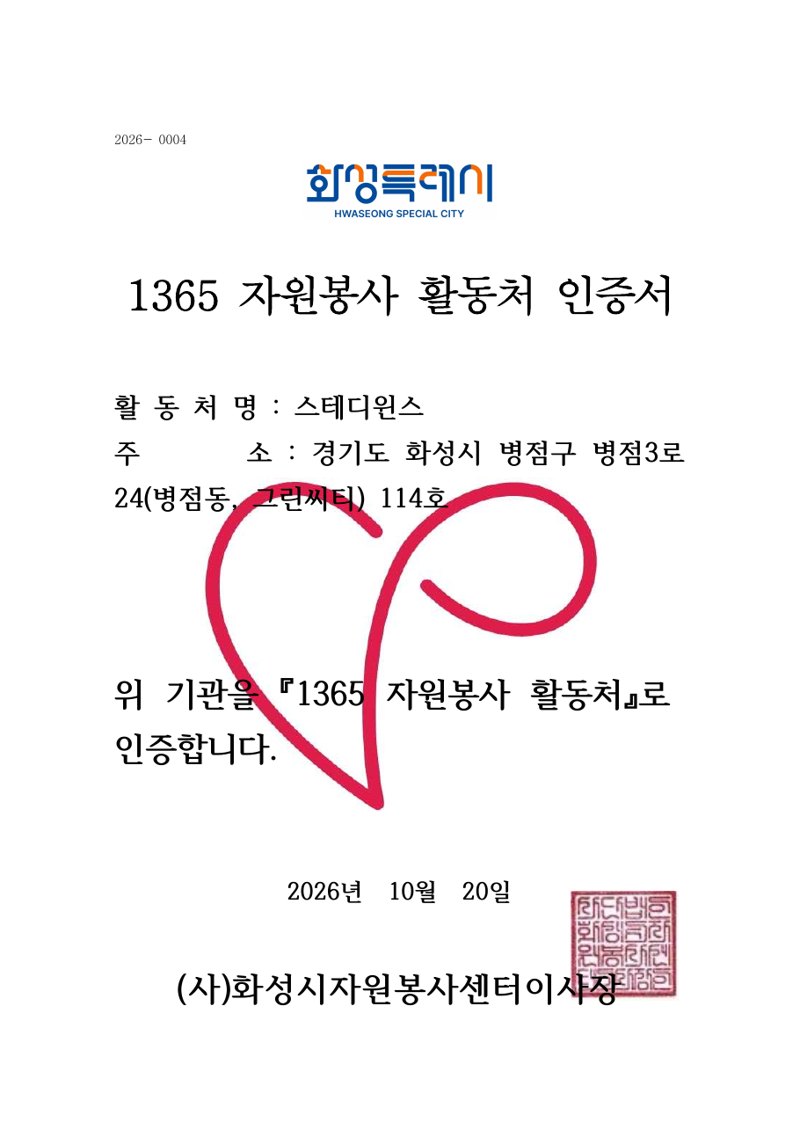 2026- 0004
화성특례시
HWASEONG SPECIAL CITY
1365 자원봉사 활동처 인증서
활 동 처 명 : 스테디윈스
주 소 : 경기도 화성시 병점구 병점3로
24(병점동, 그린씨티) 114호
위 기관을 『1365 자원봉사 활동처』로
인증합니다.
2026년 10월 20일
(사)화성시자원봉사센터이사장